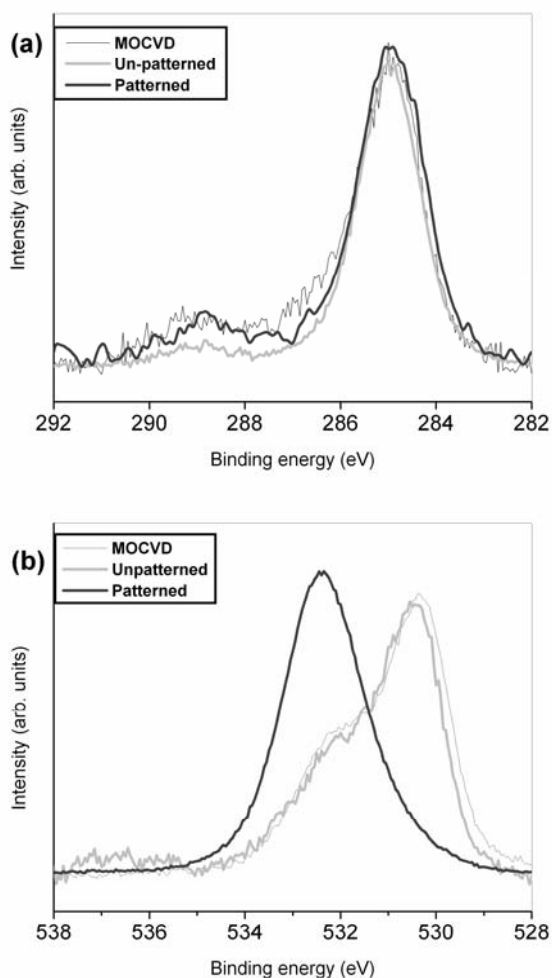 (a)
MOCVD
Un-patterned
Patterned
Intensity (arb. units)
292 290 288 286 284 282
Binding energy (eV)
(b)
MOCVD
Unpatterned
Patterned
Intensity (arb. units)
538 536 534 532 530 528
Binding energy (eV)